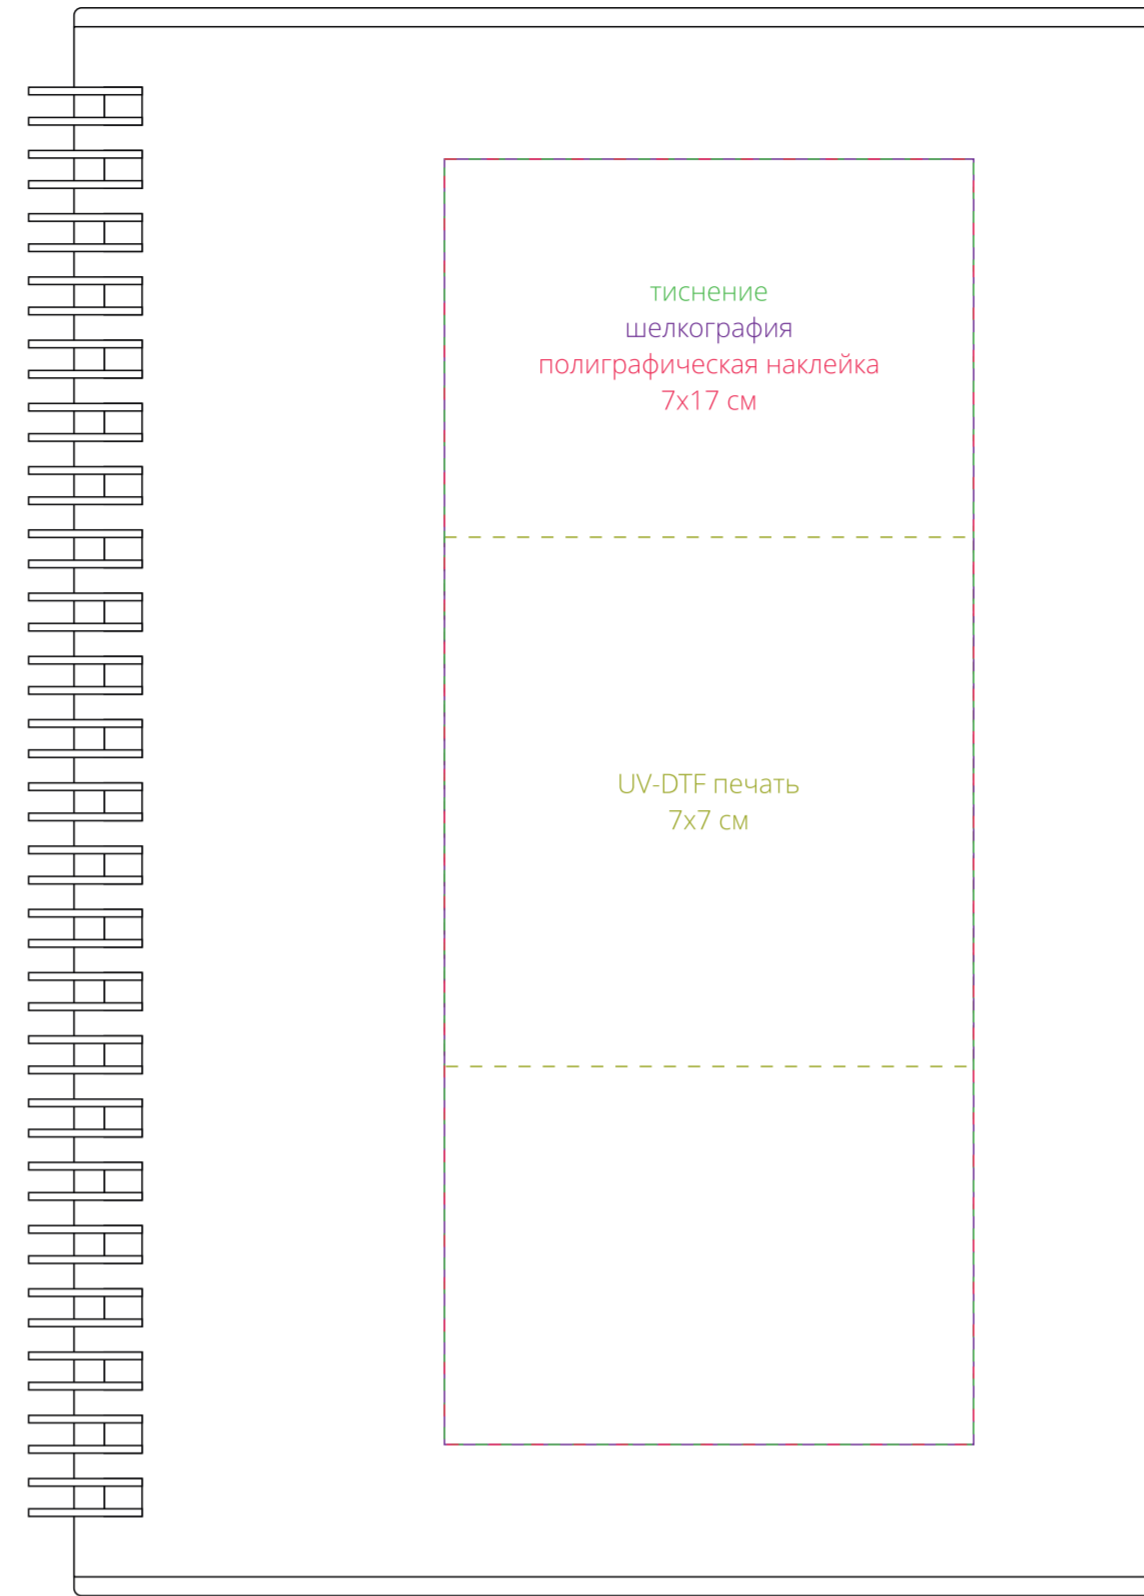 тиснение
шелкография
полиграфическая наклейка
7x17 см
UV-DTF печать
7x7 см